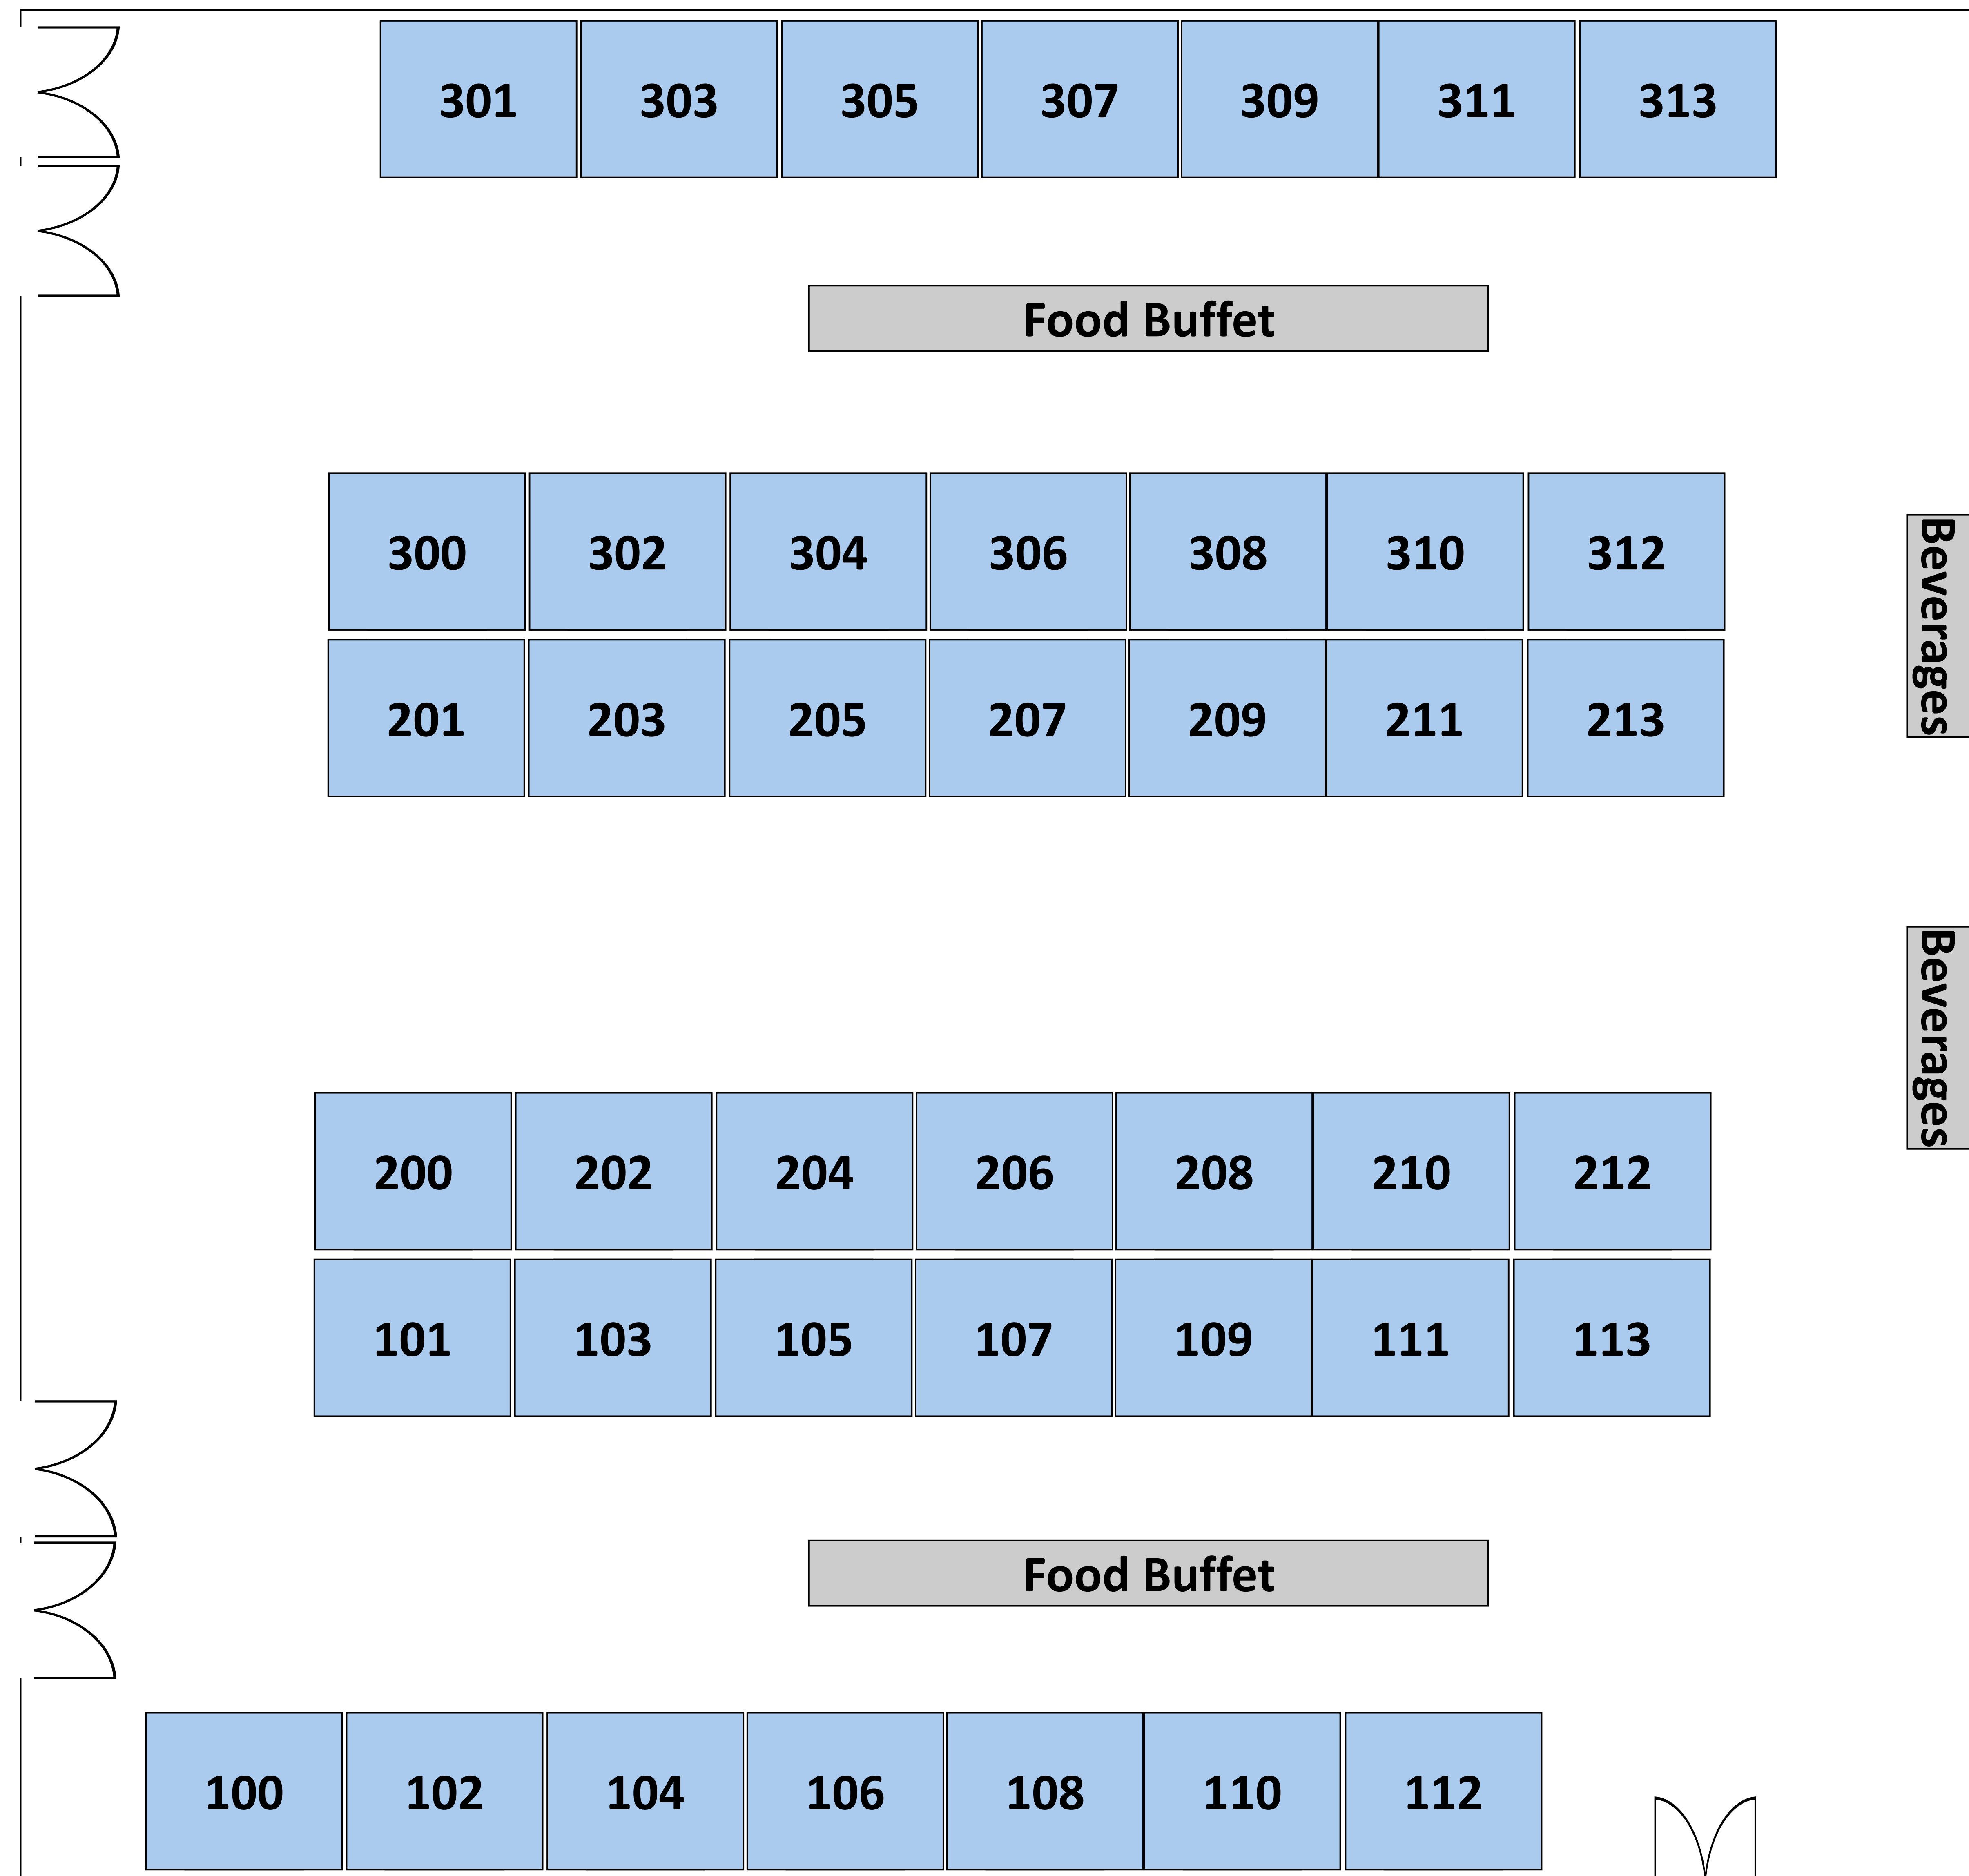 301 303 305 307 309 311 313
Food Buffet
300 302 304 306 308 310 312
Beverages
201 203 205 207 209 211 213
Beverages
200 202 204 206 208 210 212
101 103 105 107 109 111 113
Food Buffet
100 102 104 106 108 110 112